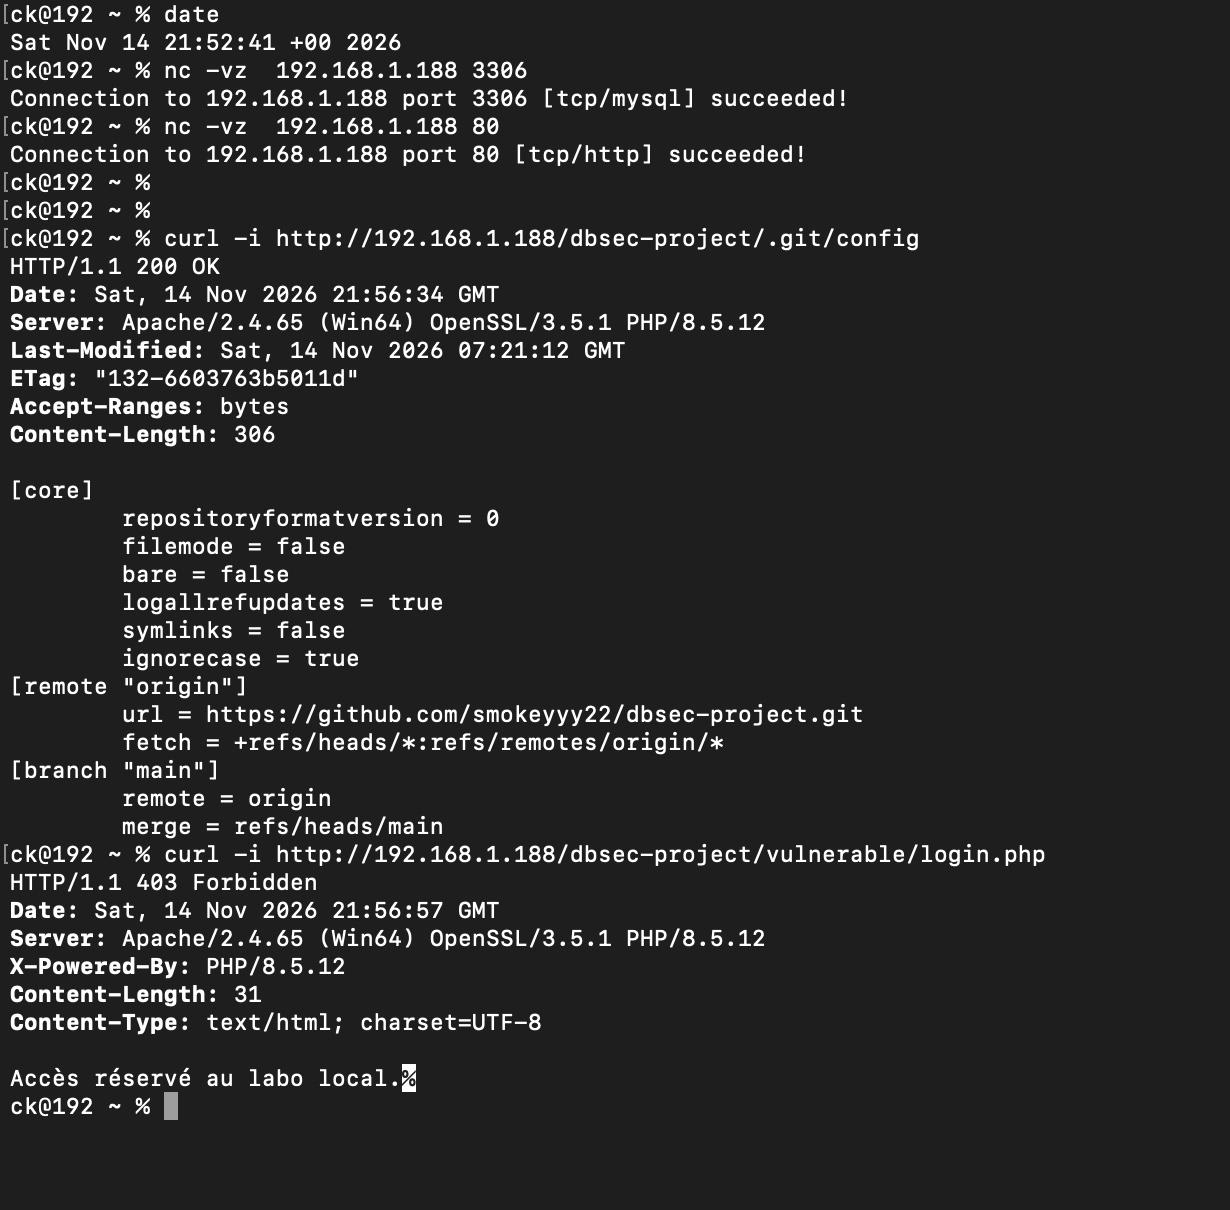 [ck@192 ~ % date
Sat Nov 14 21:52:41 +00 2026
[ck@192 ~ % nc -vz  192.168.1.188 3306
Connection to 192.168.1.188 port 3306 [tcp/mysql] succeeded!
[ck@192 ~ % nc -vz  192.168.1.188 80
Connection to 192.168.1.188 port 80 [tcp/http] succeeded!
[ck@192 ~ %
[ck@192 ~ %
[ck@192 ~ % curl -i http://192.168.1.188/dbsec-project/.git/config
HTTP/1.1 200 OK
Date: Sat, 14 Nov 2026 21:56:34 GMT
Server: Apache/2.4.65 (Win64) OpenSSL/3.5.1 PHP/8.5.12
Last-Modified: Sat, 14 Nov 2026 07:21:12 GMT
ETag: "132-6603763b5011d"
Accept-Ranges: bytes
Content-Length: 306

[core]
        repositoryformatversion = 0
        filemode = false
        bare = false
        logallrefupdates = true
        symlinks = false
        ignorecase = true
[remote "origin"]
        url = https://github.com/smokeyyy22/dbsec-project.git
        fetch = +refs/heads/*:refs/remotes/origin/*
[branch "main"]
        remote = origin
        merge = refs/heads/main
[ck@192 ~ % curl -i http://192.168.1.188/dbsec-project/vulnerable/login.php
HTTP/1.1 403 Forbidden
Date: Sat, 14 Nov 2026 21:56:57 GMT
Server: Apache/2.4.65 (Win64) OpenSSL/3.5.1 PHP/8.5.12
X-Powered-By: PHP/8.5.12
Content-Length: 31
Content-Type: text/html; charset=UTF-8

Accès réservé au labo local.%
ck@192 ~ %